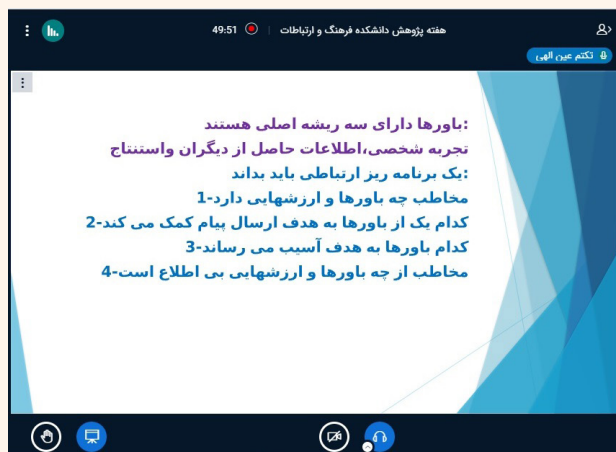 هفته پژوهش دانشکده فرهنگ و ارتباطات
49:51
تکتم عین الهی
باورها دارای سه ریشه اصلی هستند:
تجربه شخصی،اطلاعات حاصل از دیگران واستنتاج
یک برنامه ریز ارتباطی باید بداند:
1-مخاطب چه باورها و ارزشهایی دارد
2-کدام یک از باورها به هدف ارسال پیام کمک می کند
3-کدام باورها به هدف آسیب می رساند
4-مخاطب از چه باورها و ارزشهایی بی اطلاع است